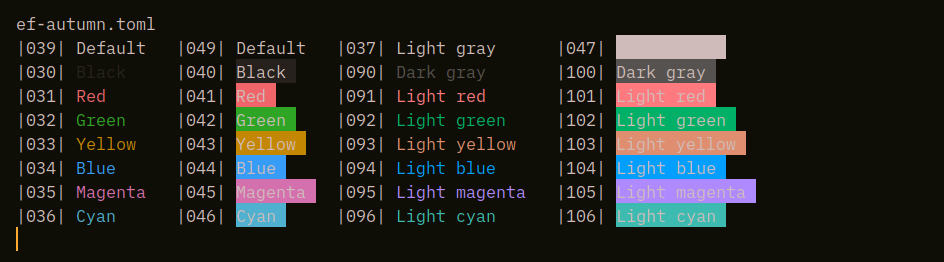 ef-autumn.toml
|039| Default |049| Default |037| Light gray |047|
|030| Black |040| Black |090| Dark gray |100| Dark gray
|031| Red |041| Red |091| Light red |101| Light red
|032| Green |042| Green |092| Light green |102| Light green
|033| Yellow |043| Yellow |093| Light yellow |103| Light yellow
|034| Blue |044| Blue |094| Light blue |104| Light blue
|035| Magenta |045| Magenta |095| Light magenta |105| Light magenta
|036| Cyan |046| Cyan |096| Light cyan |106| Light cyan